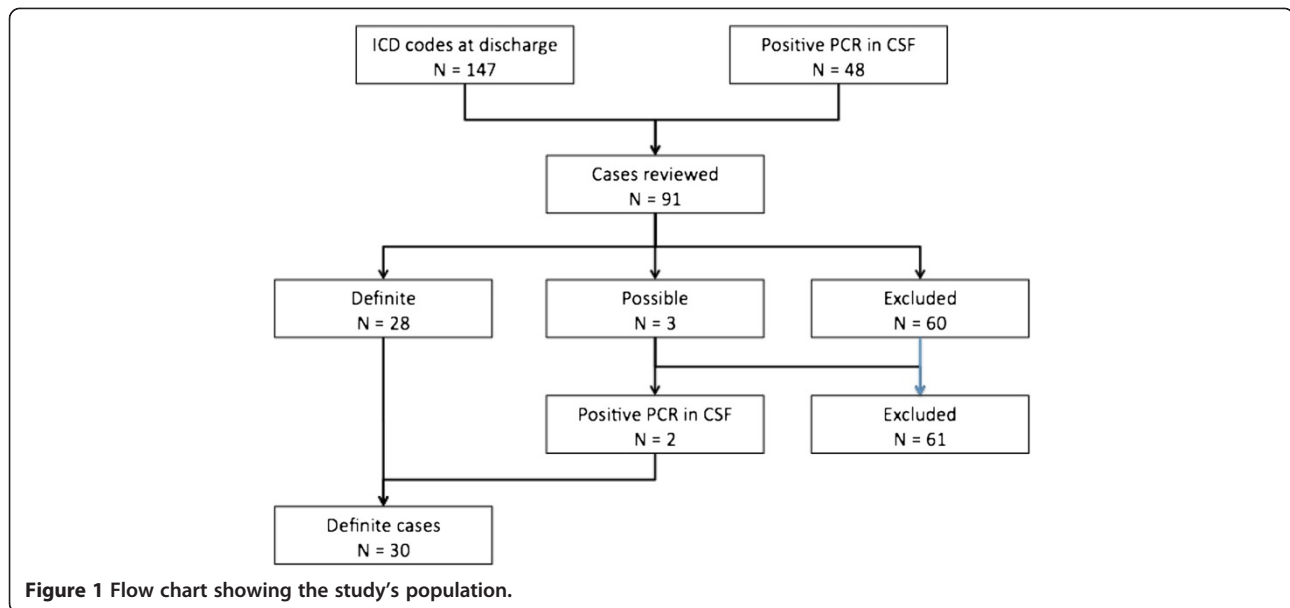 ICD codes at discharge
N = 147
Positive PCR in CSF
N = 48
Cases reviewed
N = 91
Definite
N = 28
Possible
N = 3
Excluded
N = 60
Positive PCR in CSF
N = 2
Excluded
N = 61
Definite cases
N = 30
Figure 1 Flow chart showing the study's population.